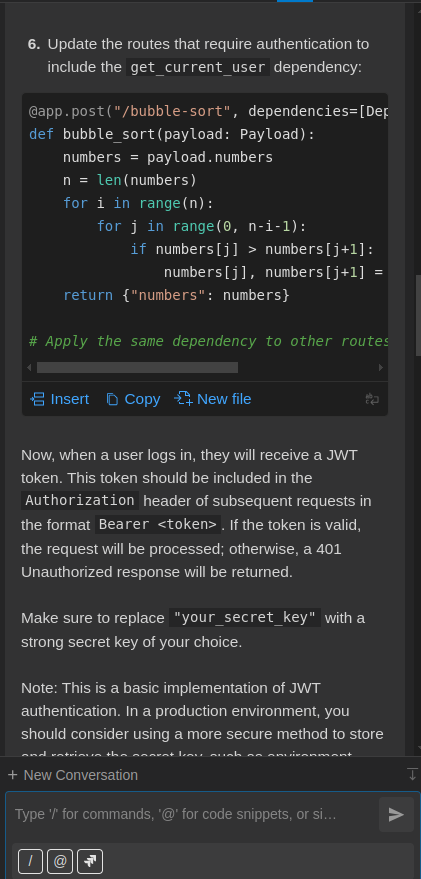 6. Update the routes that require authentication to
include the get_current_user dependency:
@app.post("/bubble-sort", dependencies=[Dep
def bubble_sort(payload: Payload):
numbers = payload.numbers
n = len(numbers)
for i in range(n):
for j in range(0, n-i-1):
if numbers[j] > numbers[j+1]:
numbers[j], numbers[j+1] =
return {"numbers": numbers}
# Apply the same dependency to other routes
Insert Copy New file
Now, when a user logs in, they will receive a JWT
token. This token should be included in the
Authorization header of subsequent requests in
the format Bearer <token>. If the token is valid,
the request will be processed; otherwise, a 401
Unauthorized response will be returned.
Make sure to replace "your_secret_key" with a
strong secret key of your choice.
Note: This is a basic implementation of JWT
authentication. In a production environment, you
should consider using a more secure method to store
and retrieve the secret key, such as environment
+ New Conversation
Type '/' for commands, '@' for code snippets, or si…
/ @